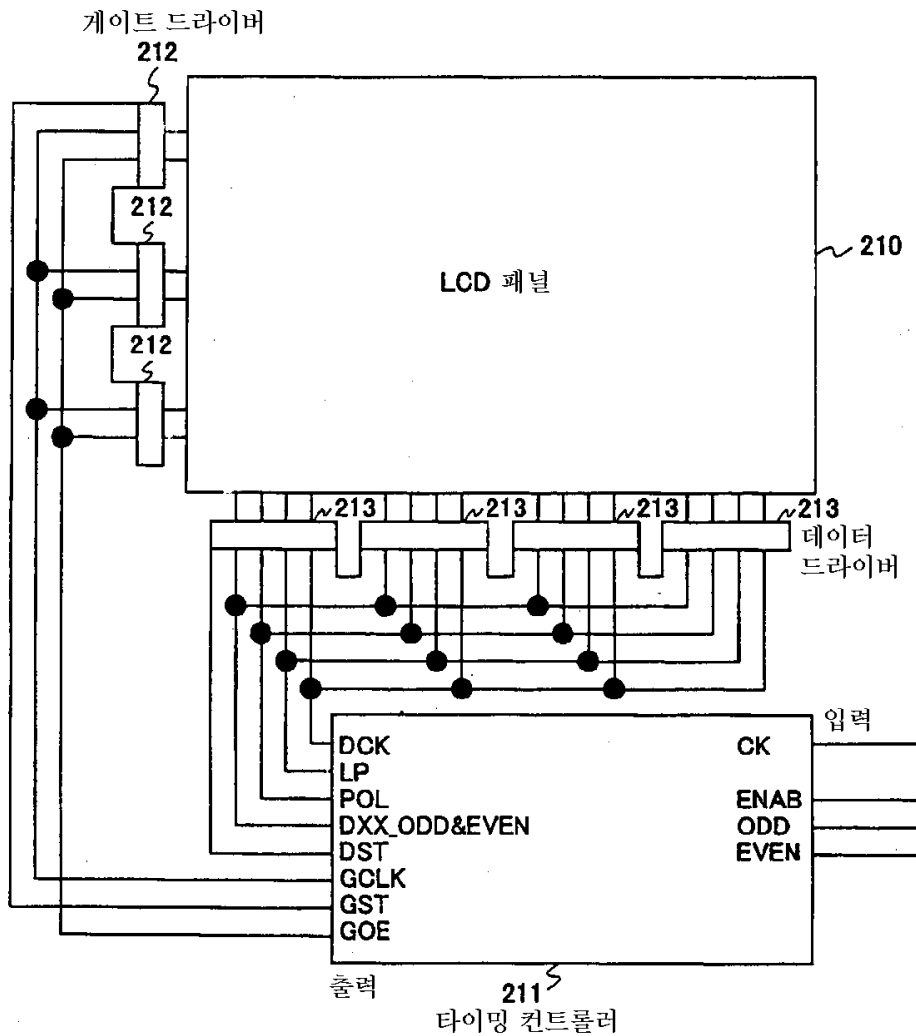 게이트 드라이버
212
212
212
LCD 패널
210
213
213
213
213
데이터
드라이버
입력
DCK
CK
LP
POL
ENAB
DXX_ODD&EVEN
ODD
DST
EVEN
GCLK
GST
GOE
출력
211
타이밍 컨트롤러